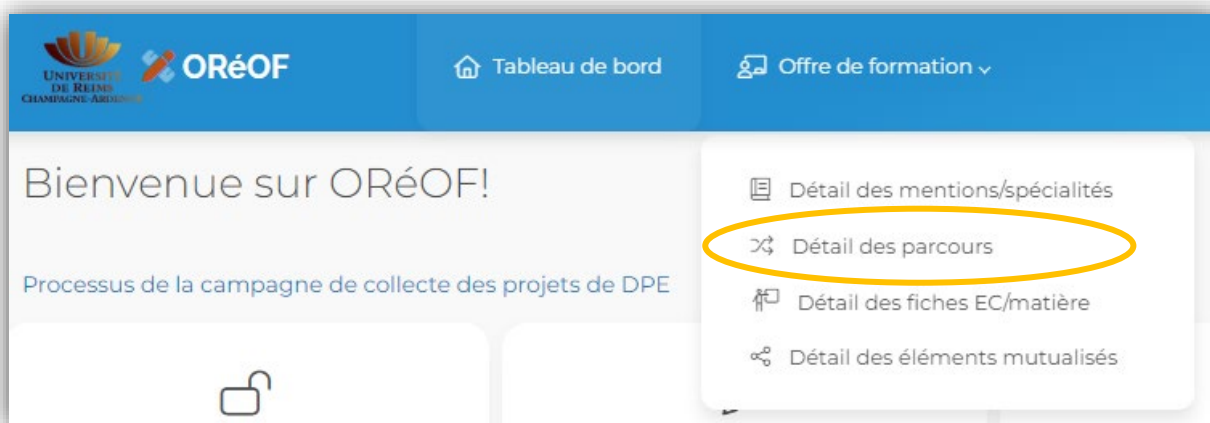 UNIVERSITÉ
DE REIMS
CHAMPAGNE-ARDENNE
ORéOF
Tableau de bord
Offre de formation
Bienvenue sur ORéOF!
Détail des mentions/spécialités
Détail des parcours
Processus de la campagne de collecte des projets de DPE
Détail des fiches EC/matière
Détail des éléments mutualisés